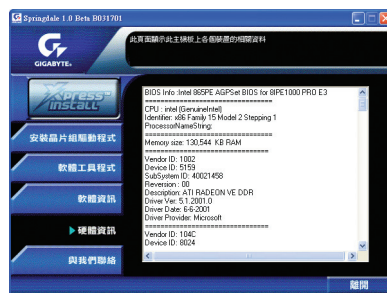 Springdale 1.0 Beta B031701
GIGABYTE
此頁面顯示此主機板上各個裝置的相關資料
Xpress™
INSTALL
安裝晶片組驅動程式
軟體工具程式
軟體資訊
硬體資訊
與我們聯絡
BIOS Info :Intel 865PE AGPSet BIOS for 8IPE1000 PRO E3
================================
CPU : intel (GenuineIntel)
Identifier: x86 Family 15 Model 2 Stepping 1
ProcessorNameString:
================================
Memory size: 130,544 KB RAM
================================
Vendor ID: 1002
Device ID: 5159
SubSystem ID: 40021458
Reversion : 00
Description: ATI RADEON VE DDR
Driver Ver: 5.1.2001.0
Driver Date: 6-6-2001
Driver Provider: Microsoft
================================
Vendor ID: 104C
Device ID: 8024
離開